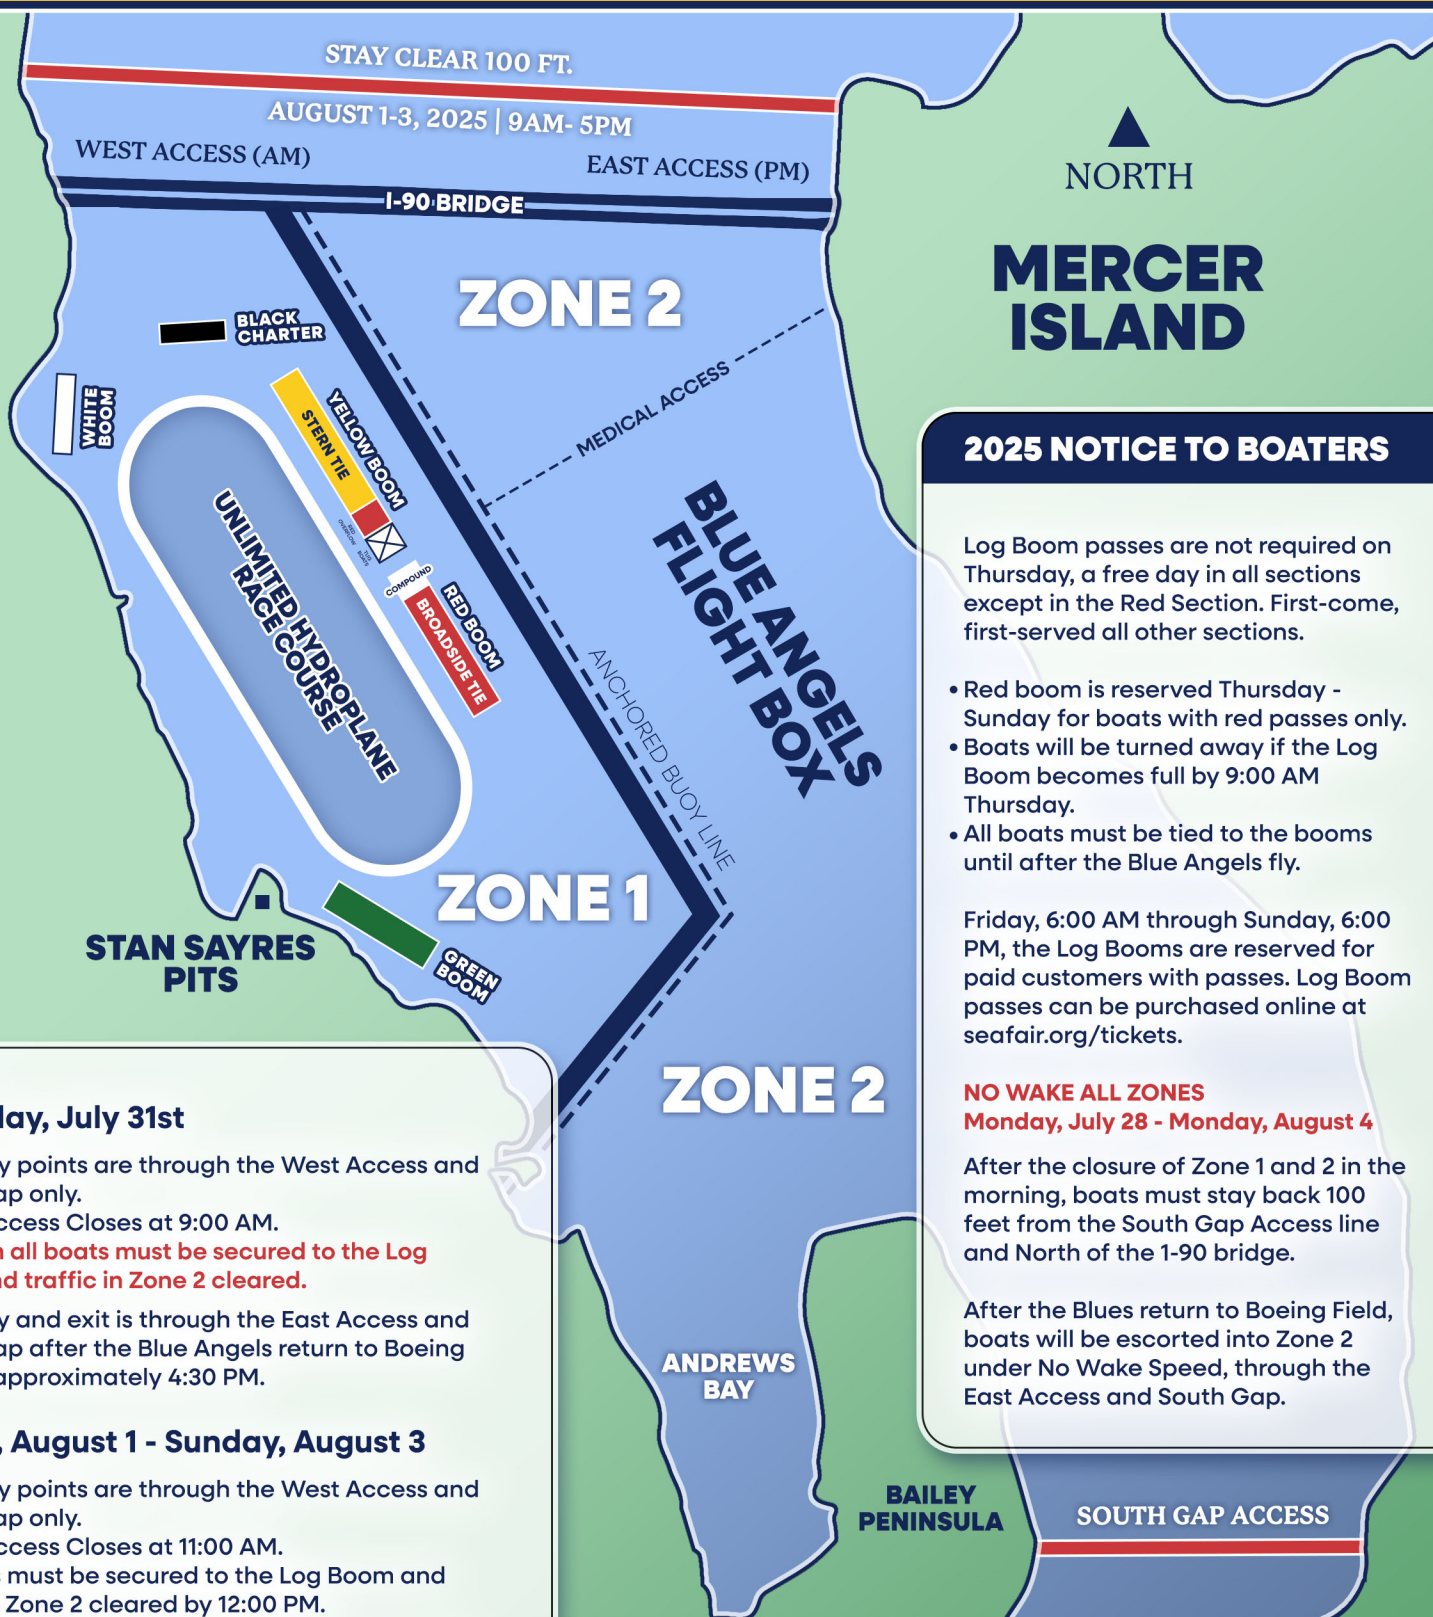 STAY CLEAR 100 FT.
AUGUST 1-3, 2025 | 9AM- 5PM
WEST ACCESS (AM)
EAST ACCESS (PM)
I-90 BRIDGE
NORTH
MERCER
ISLAND
ZONE 2
BLACK
CHARTER
WHITE
BOOM
YELLOW BOOM
STERN TIE
RED
OVERFLOW
TUG
BOATS
COMPOUND
RED BOOM
BROADSIDE TIE
MEDICAL ACCESS
UNLIMITED HYDROPLANE
RACE COURSE
BLUE ANGELS
FLIGHT BOX
ANCHORED BUOY LINE
ZONE 1
STAN SAYRES
PITS
GREEN
BOOM
ZONE 2
ANDREWS
BAY
BAILEY
PENINSULA
SOUTH GAP ACCESS
2025 NOTICE TO BOATERS
Log Boom passes are not required on
Thursday, a free day in all sections
except in the Red Section. First-come,
first-served all other sections.
• Red boom is reserved Thursday -
Sunday for boats with red passes only.
• Boats will be turned away if the Log
Boom becomes full by 9:00 AM
Thursday.
• All boats must be tied to the booms
until after the Blue Angels fly.
Friday, 6:00 AM through Sunday, 6:00
PM, the Log Booms are reserved for
paid customers with passes. Log Boom
passes can be purchased online at
seafair.org/tickets.
NO WAKE ALL ZONES
Monday, July 28 - Monday, August 4
After the closure of Zone 1 and 2 in the
morning, boats must stay back 100
feet from the South Gap Access line
and North of the 1-90 bridge.
After the Blues return to Boeing Field,
boats will be escorted into Zone 2
under No Wake Speed, through the
East Access and South Gap.
day, July 31st
y points are through the West Access and
ap only.
ccess Closes at 9:00 AM.
all boats must be secured to the Log
nd traffic in Zone 2 cleared.
y and exit is through the East Access and
ap after the Blue Angels return to Boeing
approximately 4:30 PM.
, August 1 - Sunday, August 3
y points are through the West Access and
ap only.
ccess Closes at 11:00 AM.
must be secured to the Log Boom and
Zone 2 cleared by 12:00 PM.